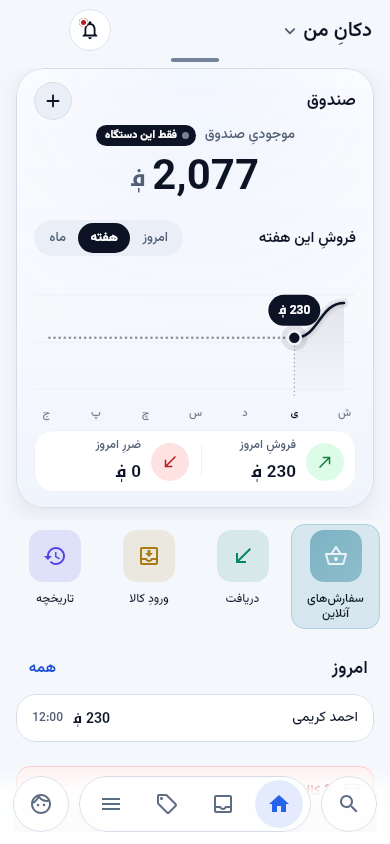 دکانِ من
صندوق
موجودیِ صندوق فقط این دستگاه
2,077 ؋
فروشِ این هفته
امروز هفته ماه
230 ؋
ش ی د س چ پ ج
فروشِ امروز
230 ؋
ضررِ امروز
0 ؋
سفارش‌های آنلاین
دریافت
ورودِ کالا
تاریخچه
امروز همه
احمد کریمی 230 ؋ 12:00